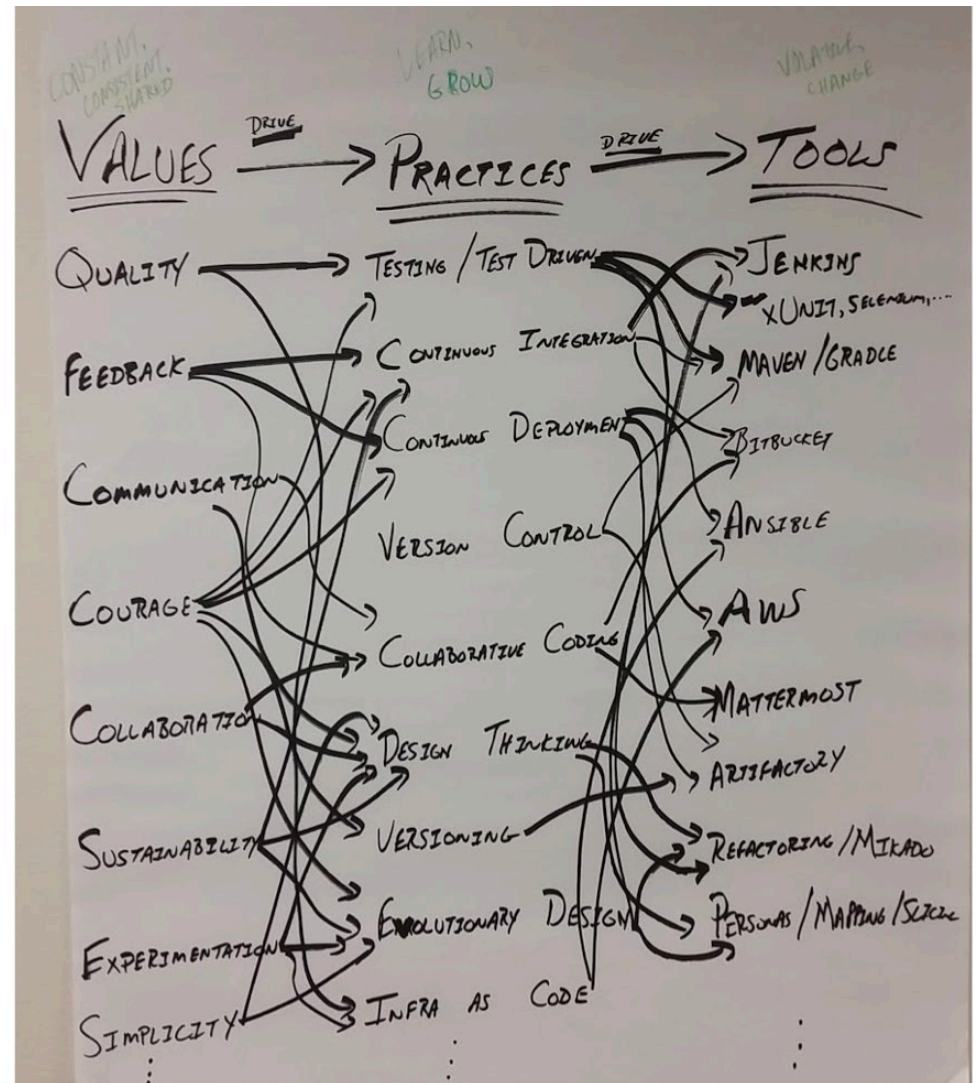 CONSTANT,
CONSISTENT,
SHARED
LEARN,
GROW
VOLATILE,
CHANGE
VALUES
DRIVE
PRACTICES
DRIVE
TOOLS
QUALITY
FEEDBACK
COMMUNICATION
COURAGE
COLLABORATION
SUSTAINABILITY
EXPERIMENTATION
SIMPLICITY
TESTING / TEST DRIVEN
CONTINUOUS INTEGRATION
CONTINUOUS DEPLOYMENT
VERSION CONTROL
COLLABORATIVE CODING
DESIGN THINKING
VERSIONING
EVOLUTIONARY DESIGN
INFRA AS CODE
JENKINS
xUNIT, SELENIUM, ...
MAVEN / GRADLE
BITBUCKET
ANSIBLE
AWS
MATTERMOST
ARTIFACTORY
REFACTORING / MIKADO
PERSONAS / MAPPING /